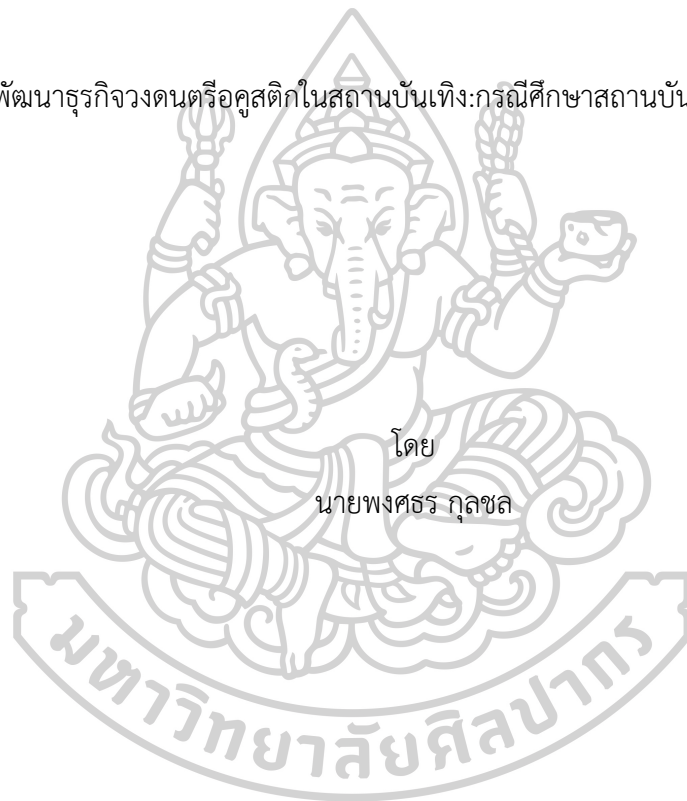 พัฒนาธุรกิจวงดนตรีอคูสติกในสถานบันเทิง:กรณีศึกษาสถานบัน
โดย
นายพงศธร กุลชล
มหาวิทยาลัยศิลปากร